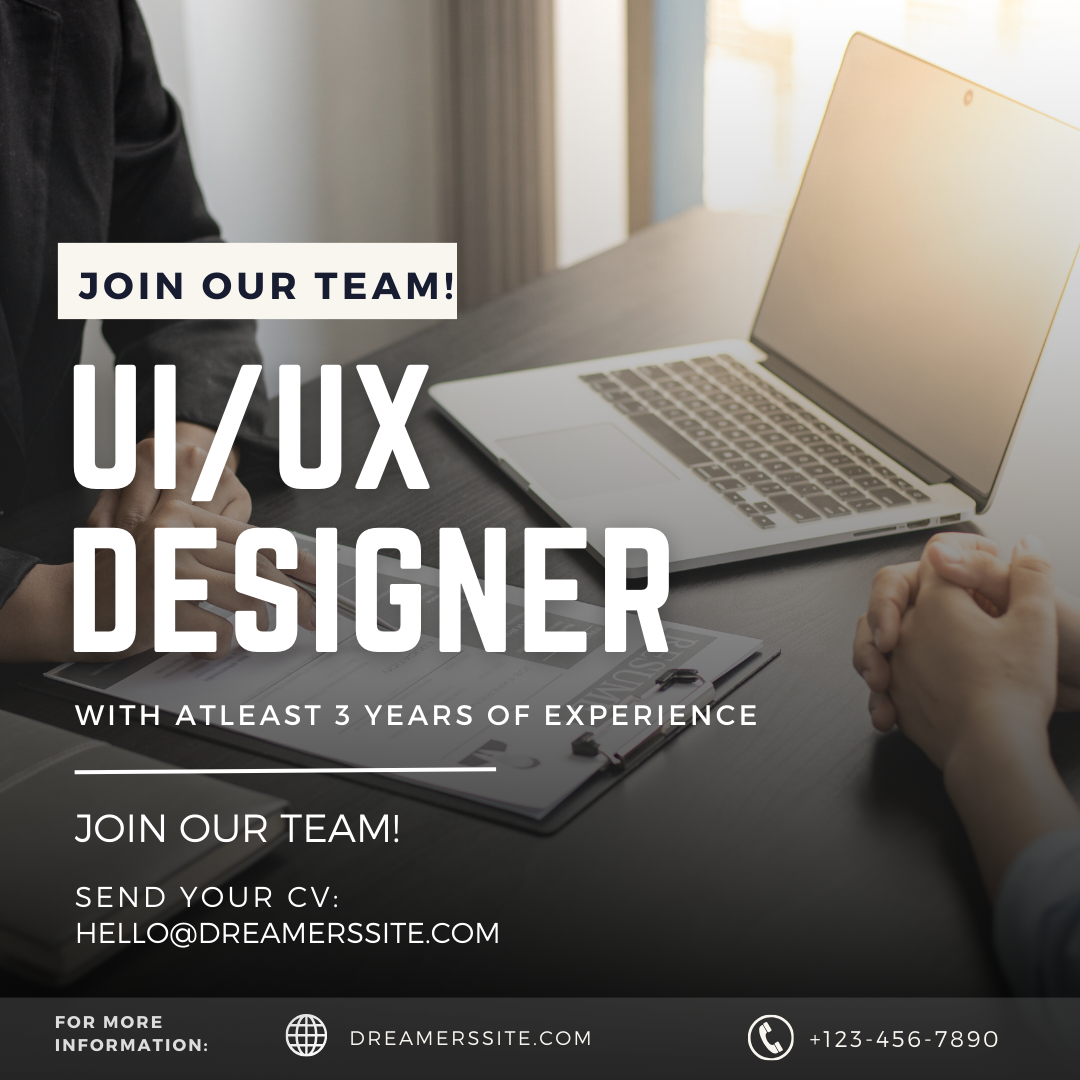 JOIN OUR TEAM!
UI/UX
DESIGNER
RESUME
WITH ATLEAST 3 YEARS OF EXPERIENCE
JOIN OUR TEAM!
SEND YOUR CV:
HELLO@DREAMERSSITE.COM
FOR MORE
INFORMATION:
DREAMERSSITE.COM
+123-456-7890